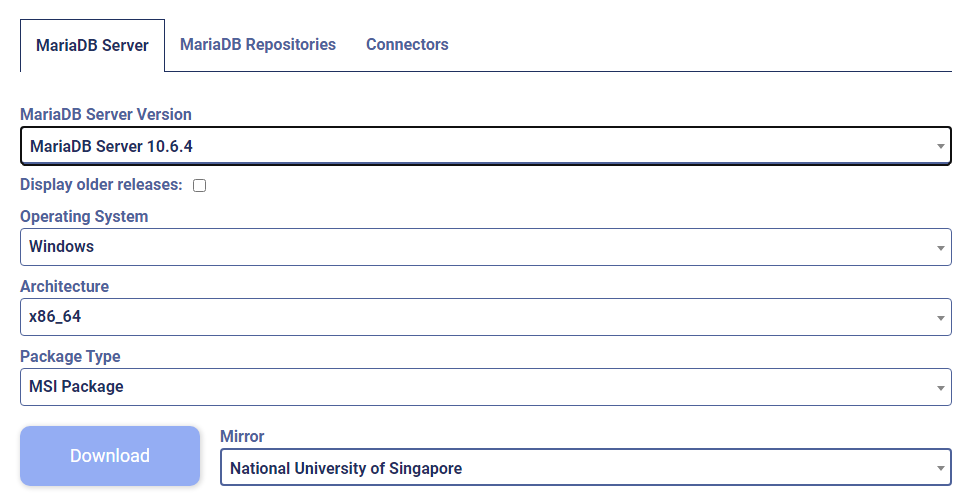 MariaDB Server MariaDB Repositories Connectors
MariaDB Server Version
MariaDB Server 10.6.4
Display older releases:
Operating System
Windows
Architecture
x86_64
Package Type
MSI Package
Mirror
Download
National University of Singapore